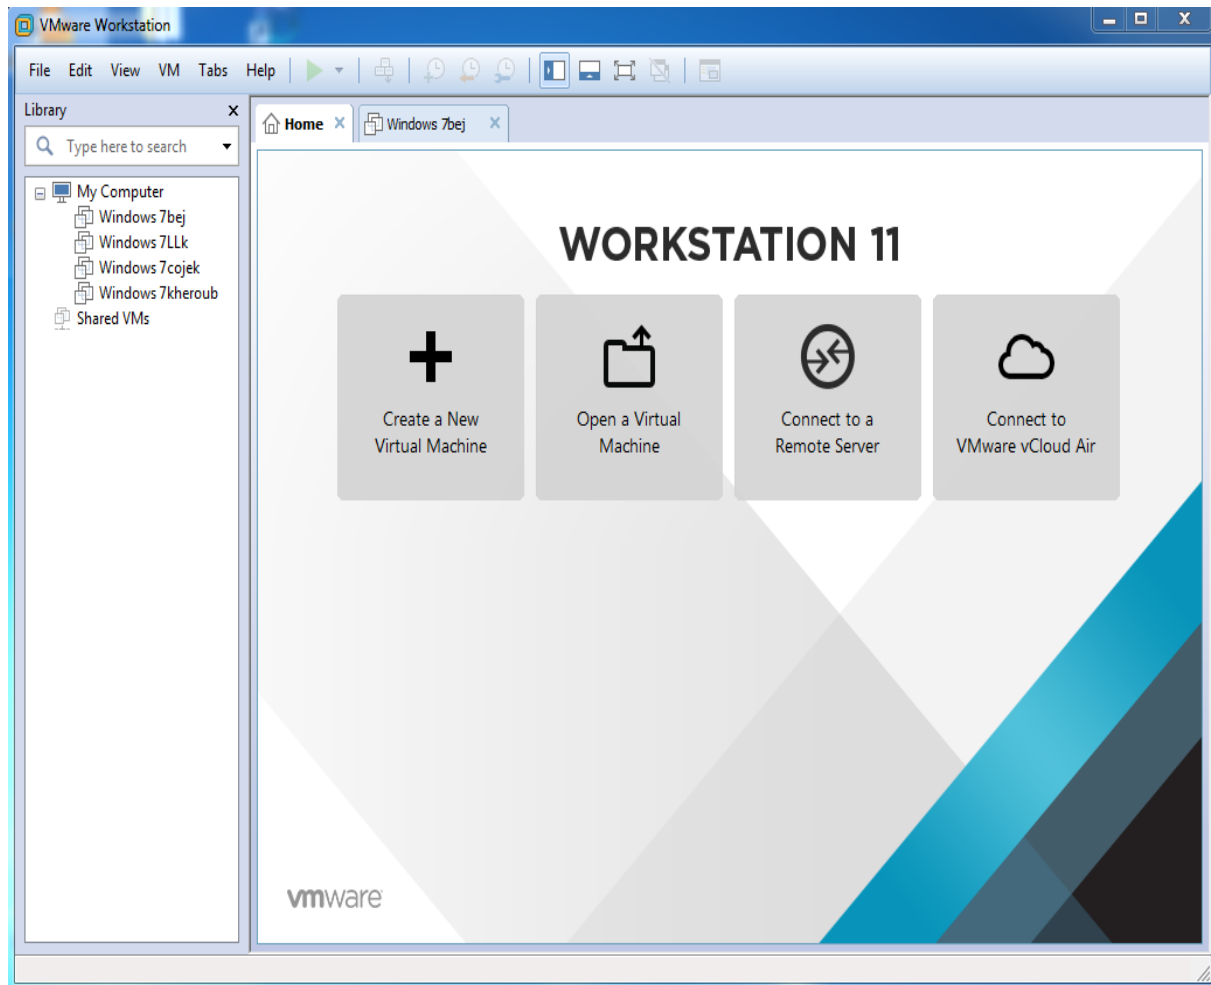 VMware Workstation
File Edit View VM Tabs Help
Library
Type here to search
My Computer
Windows 7bej
Windows 7LLk
Windows 7cojek
Windows 7kheroub
Shared VMs
Home
Windows 7bej
WORKSTATION 11
Create a New
Virtual Machine
Open a Virtual
Machine
Connect to a
Remote Server
Connect to
VMware vCloud Air
vmware